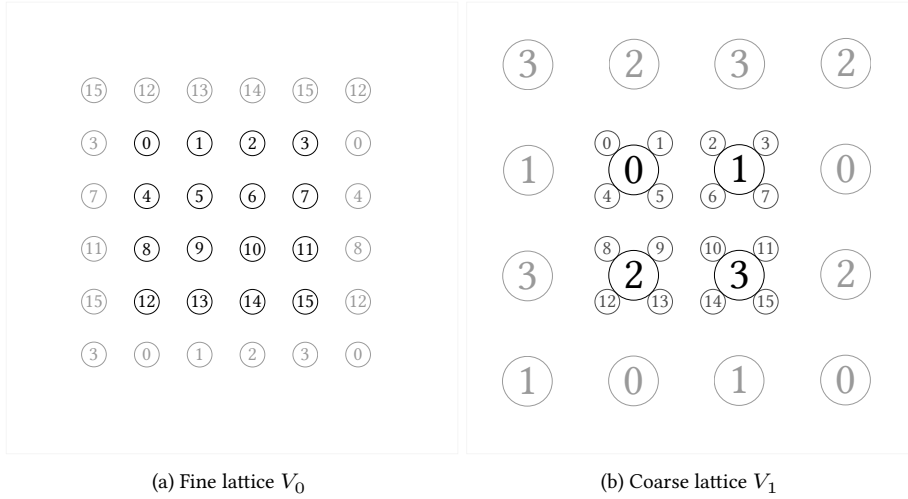 15 12 13 14 15 12
3 0 1 2 3 0
7 4 5 6 7 4
11 8 9 10 11 8
15 12 13 14 15 12
3 0 1 2 3 0
(a) Fine lattice V₀
3 2 3 2
0 1 2 3
1 0 1 0
4 5 6 7
8 9 10 11
3 2 3 2
12 13 14 15
1 0 1 0
(b) Coarse lattice V₁